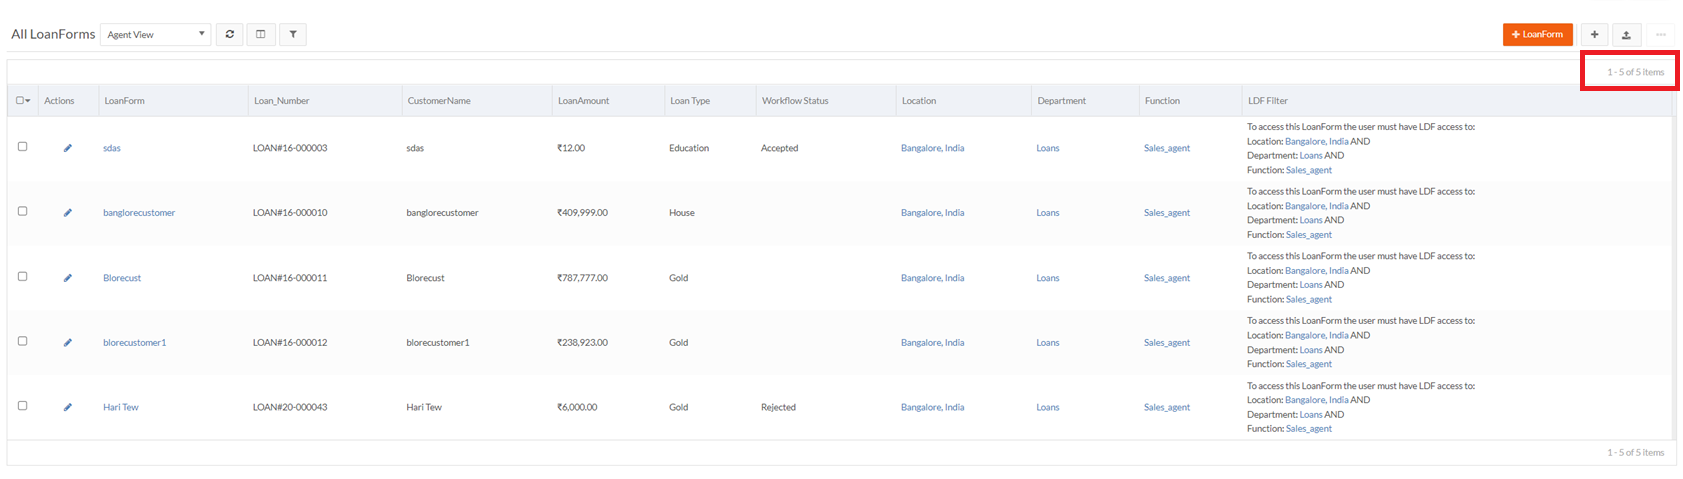 All LoanForms Agent View + LoanForm
1 - 5 of 5 items
Actions LoanForm Loan_Number CustomerName LoanAmount Loan Type Workflow Status Location Department Function LDF Filter
To access this LoanForm the user must have LDF access to:
sdas LOAN#16-000003 sdas ₹12.00 Education Accepted Bangalore, India Loans Sales_agent Location: Bangalore, India AND
Department: Loans AND
Function: Sales_agent
To access this LoanForm the user must have LDF access to:
banglorecustomer LOAN#16-000010 banglorecustomer ₹409,999.00 House Bangalore, India Loans Sales_agent Location: Bangalore, India AND
Department: Loans AND
Function: Sales_agent
To access this LoanForm the user must have LDF access to:
Blorecust LOAN#16-000011 Blorecust ₹787,777.00 Gold Bangalore, India Loans Sales_agent Location: Bangalore, India AND
Department: Loans AND
Function: Sales_agent
To access this LoanForm the user must have LDF access to:
blorecustomer1 LOAN#16-000012 blorecustomer1 ₹238,923.00 Gold Bangalore, India Loans Sales_agent Location: Bangalore, India AND
Department: Loans AND
Function: Sales_agent
To access this LoanForm the user must have LDF access to:
Hari Tew LOAN#20-000043 Hari Tew ₹6,000.00 Gold Rejected Bangalore, India Loans Sales_agent Location: Bangalore, India AND
Department: Loans AND
Function: Sales_agent
1 - 5 of 5 items